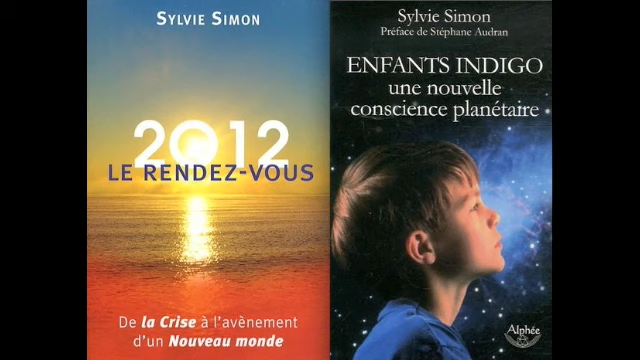 SYLVIE SIMON
2012
LE RENDEZ-VOUS
De la Crise à l'avènement
d'un Nouveau monde
Sylvie Simon
Préface de Stéphane Audran
ENFANTS INDIGO
une nouvelle
conscience planétaire
Alphée